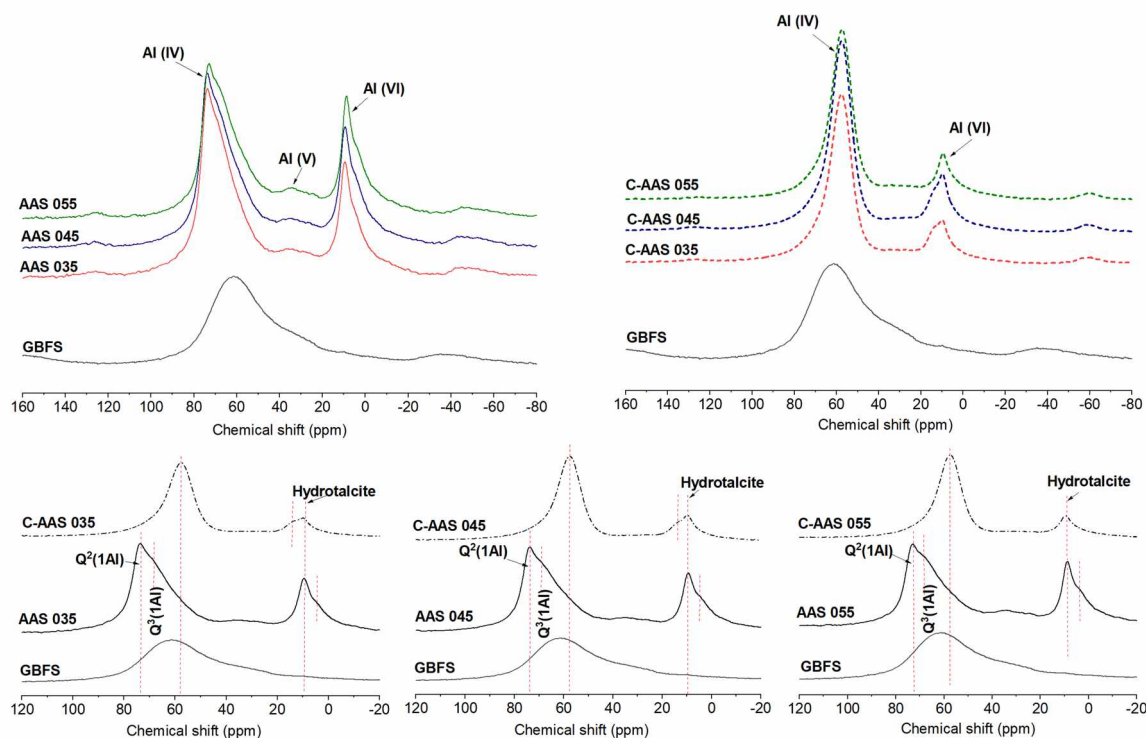 Al (IV)
Al (VI)
Al (V)
AAS 055
AAS 045
AAS 035
GBFS
160 140 120 100 80 60 40 20 0 -20 -40 -60 -80
Chemical shift (ppm)
Al (IV)
Al (VI)
C-AAS 055
C-AAS 045
C-AAS 035
GBFS
160 140 120 100 80 60 40 20 0 -20 -40 -60 -80
Chemical shift (ppm)
Hydrotalcite
C-AAS 035
Q²(1Al)
Q³(1Al)
AAS 035
GBFS
120 100 80 60 40 20 0 -20
Chemical shift (ppm)
Hydrotalcite
C-AAS 045
Q²(1Al)
Q³(1Al)
AAS 045
GBFS
120 100 80 60 40 20 0 -20
Chemical shift (ppm)
Hydrotalcite
C-AAS 055
Q²(1Al)
Q³(1Al)
AAS 055
GBFS
120 100 80 60 40 20 0 -20
Chemical shift (ppm)